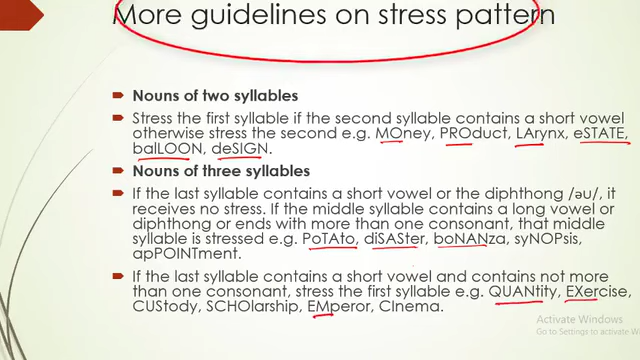 More guidelines on stress pattern
Nouns of two syllables
Stress the first syllable if the second syllable contains a short vowel
otherwise stress the second e.g. MOney, PROduct, LArynx, eSTATE,
balLOON, deSIGN.
Nouns of three syllables
If the last syllable contains a short vowel or the diphthong /əu/, it
receives no stress. If the middle syllable contains a long vowel or
diphthong or ends with more than one consonant, that middle
syllable is stressed e.g. PoTAto, diSASter, boNANza, syNOPsis,
apPOINTment.
If the last syllable contains a short vowel and contains not more
than one consonant, stress the first syllable e.g. QUANtity, EXercise,
CUStody, SCHOlarship, EMperor, CInema.
Activate Windows
Go to Settings to activate Wi